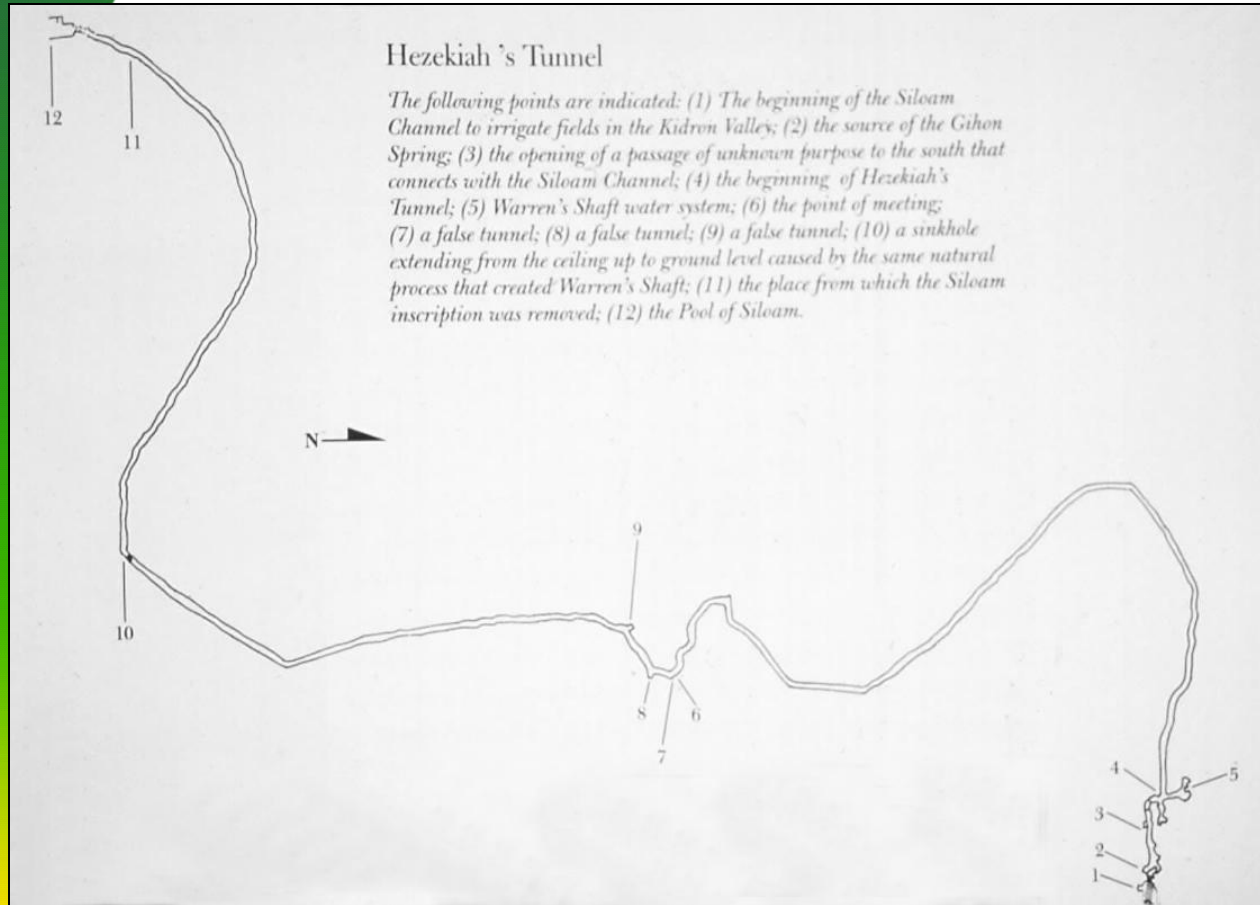 Hezekiah 's Tunnel
The following points are indicated: (1) The beginning of the Siloam
Channel to irrigate fields in the Kidron Valley; (2) the source of the Gihon
Spring; (3) the opening of a passage of unknown purpose to the south that
connects with the Siloam Channel; (4) the beginning of Hezekiah's
Tunnel; (5) Warren's Shaft water system; (6) the point of meeting;
(7) a false tunnel; (8) a false tunnel; (9) a false tunnel; (10) a sinkhole
extending from the ceiling up to ground level caused by the same natural
process that created Warren's Shaft; (11) the place from which the Siloam
inscription was removed; (12) the Pool of Siloam.
12
11
N
9
10
8
6
7
4
5
3
2
1